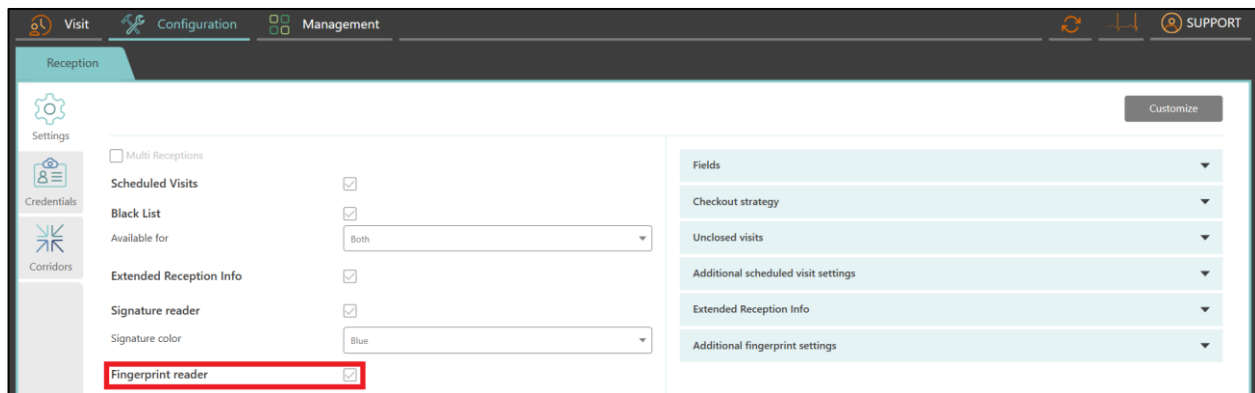 Visit Configuration Management SUPPORT
Reception
Customize
Settings
Credentials
Corridors
Multi Receptions
Scheduled Visits
Black List
Available for Both
Extended Reception Info
Signature reader
Signature color Blue
Fingerprint reader
Fields
Checkout strategy
Unclosed visits
Additional scheduled visit settings
Extended Reception Info
Additional fingerprint settings